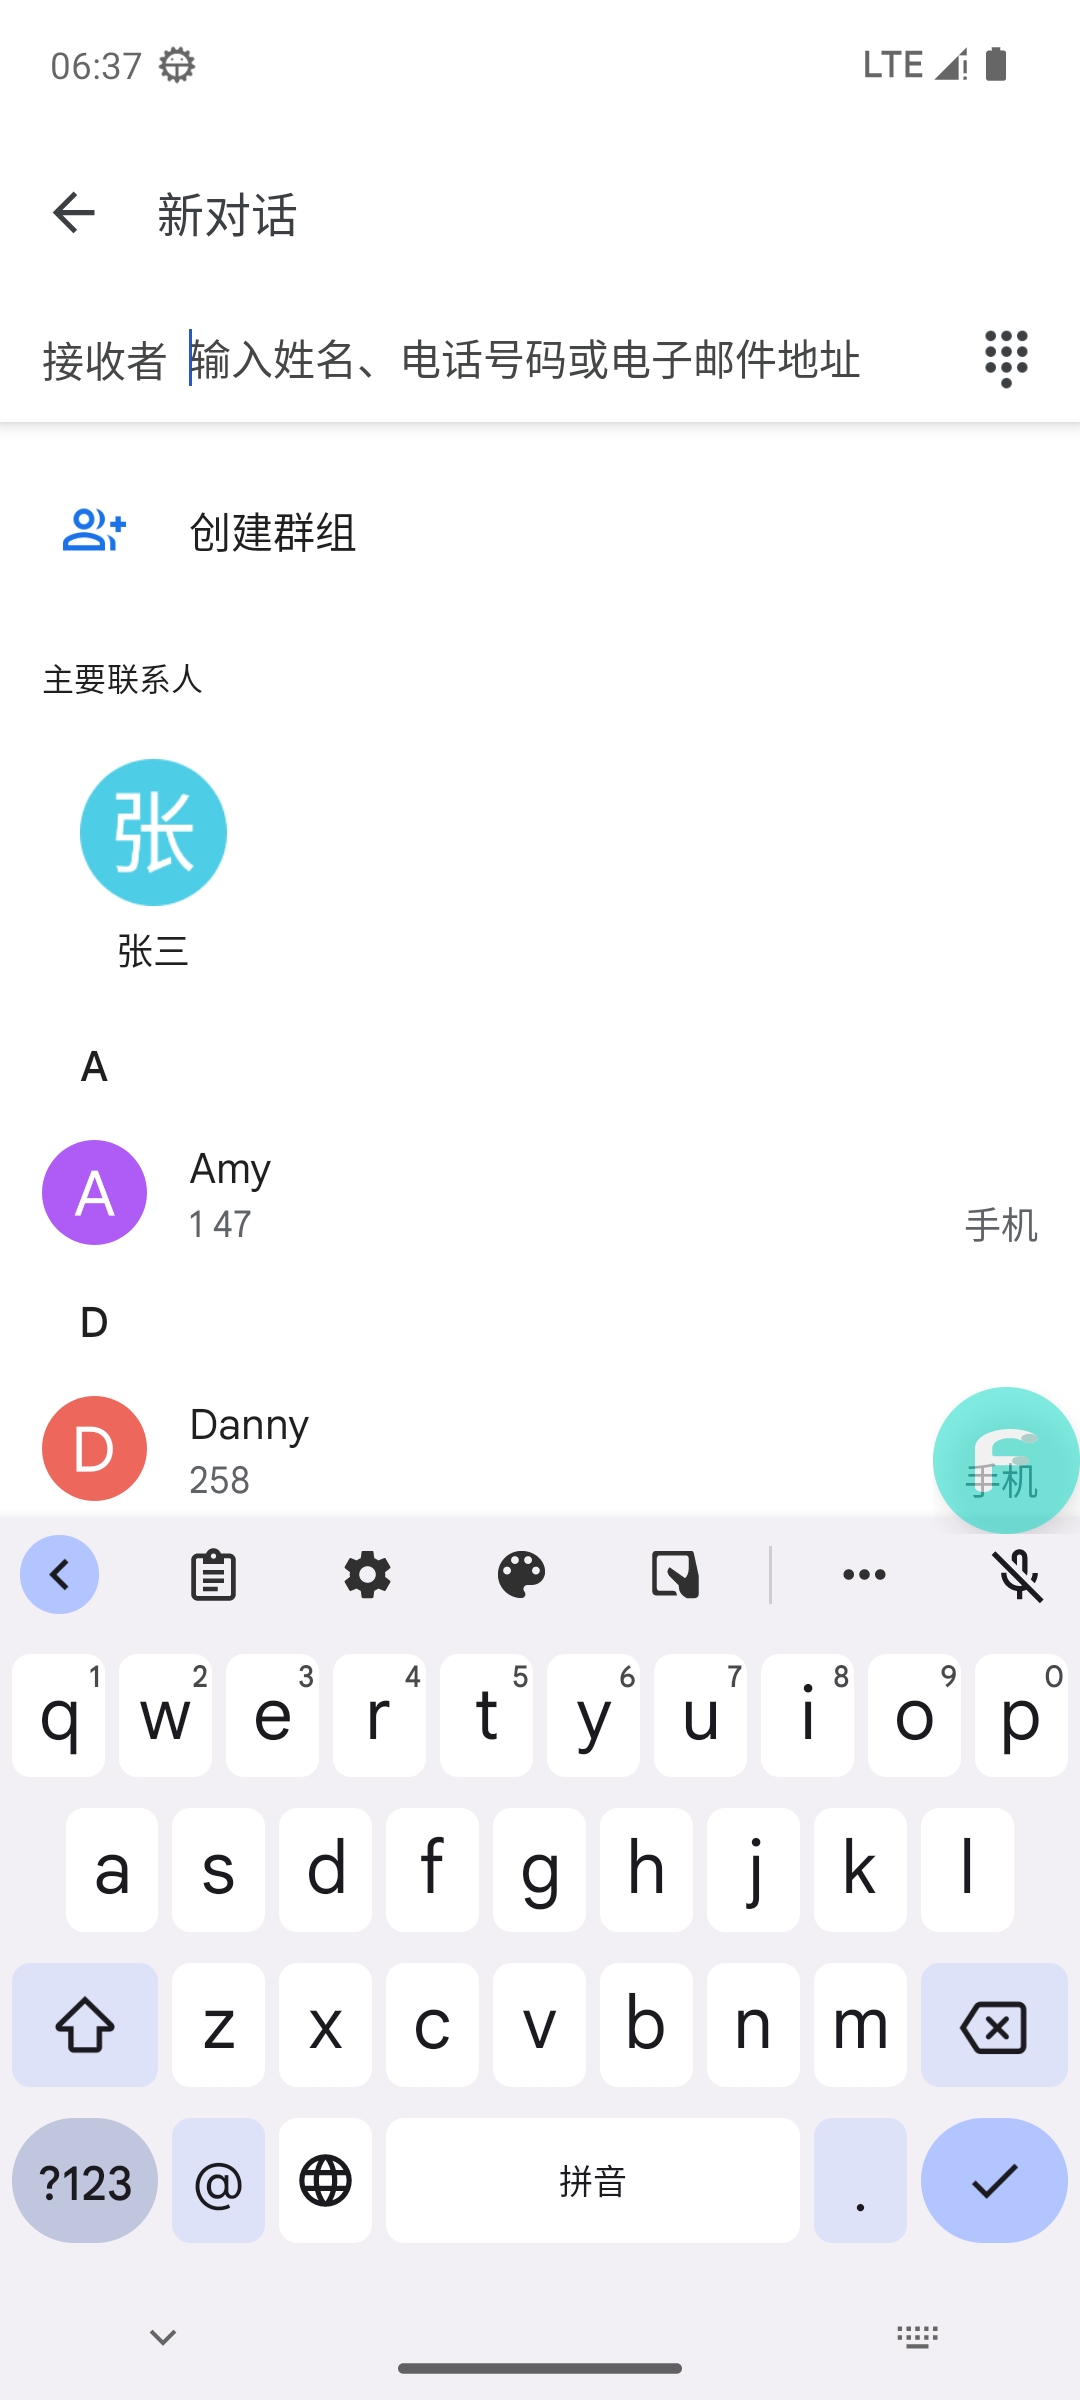 06:37 LTE
新对话
接收者 输入姓名、电话号码或电子邮件地址
创建群组
主要联系人
张
张三
A
A Amy
1 47 手机
D
D Danny
258 手机
q1 w2 e3 r4 t5 y6 u7 i8 o9 p0
a s d f g h j k l
z x c v b n m
?123 @ 拼音 .